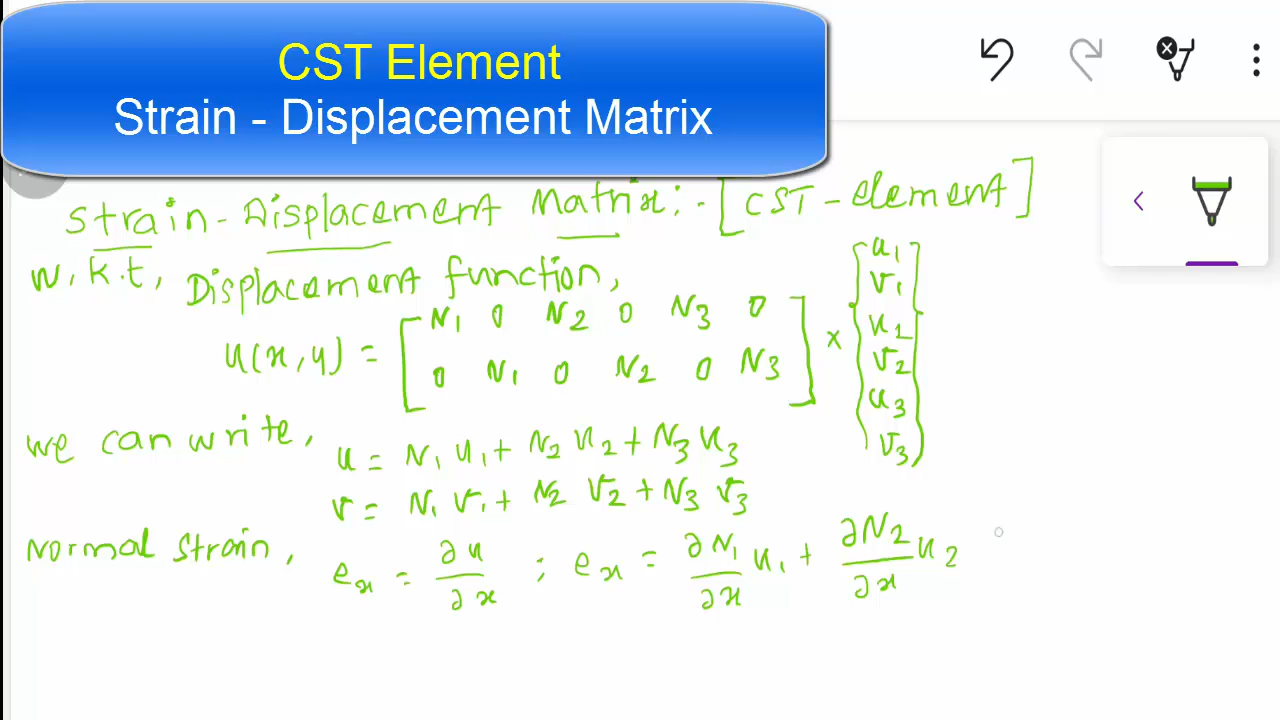 CST Element
Strain - Displacement Matrix
Strain - Displacement Matrix :- [CST - element]
W.K.T, Displacement function,
u(x,y) = [N1 0 N2 0 N3 0
0 N1 0 N2 0 N3] × {u1
v1
u2
v2
u3
v3}
We can write, u = N1 u1 + N2 u2 + N3 u3
v = N1 v1 + N2 v2 + N3 v3
Normal Strain, ex = ∂u/∂x ; ex = ∂N1/∂x u1 + ∂N2/∂x u2